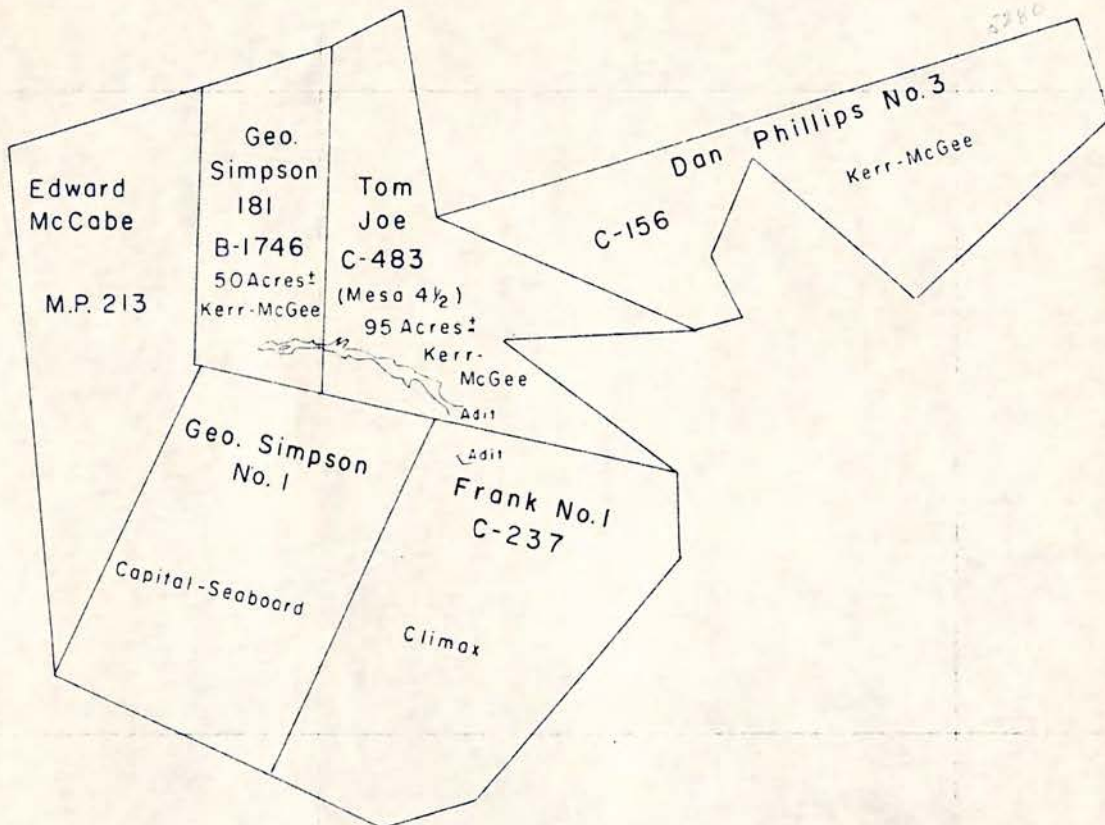 5280
Dan Phillips No. 3
Kerr-McGee
C-156
Edward
McCabe
M.P. 213
Geo.
Simpson
181
B-1746
50 Acres±
Kerr-McGee
Tom
Joe
C-483
(Mesa 4½)
95 Acres±
Kerr-
McGee
Adit
Adit
Geo. Simpson
No. 1
Capital-Seaboard
Frank No. 1
C-237
Climax